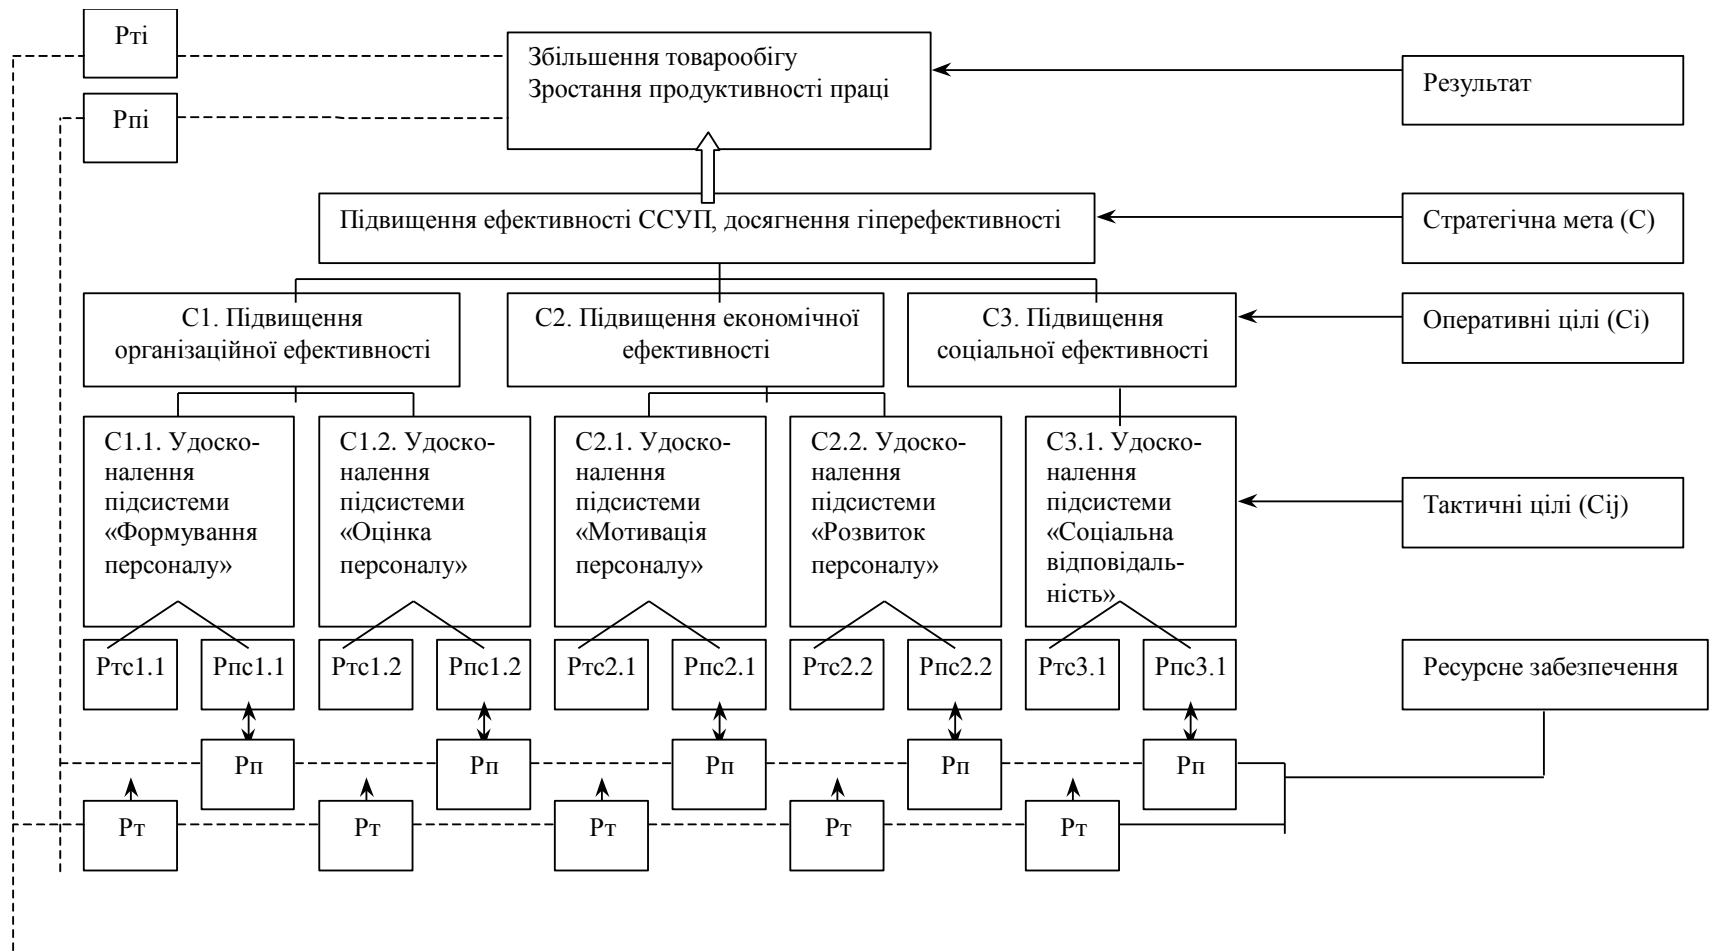 Рті
Збільшення товарообігу
Зростання продуктивності праці
Результат
Рпі
Підвищення ефективності ССУП, досягнення гіперефективності
Стратегічна мета (С)
С1. Підвищення
організаційної ефективності
С2. Підвищення економічної
ефективності
С3. Підвищення
соціальної ефективності
Оперативні цілі (Сі)
С1.1. Удоско-
налення
підсистеми
«Формування
персоналу»
С1.2. Удоско-
налення
підсистеми
«Оцінка
персоналу»
С2.1. Удоско-
налення
підсистеми
«Мотивація
персоналу»
С2.2. Удоско-
налення
підсистеми
«Розвиток
персоналу»
С3.1. Удоско-
налення
підсистеми
«Соціальна
відповідаль-
ність»
Тактичні цілі (Сіj)
Ртс1.1
Рпс1.1
Ртс1.2
Рпс1.2
Ртс2.1
Рпс2.1
Ртс2.2
Рпс2.2
Ртс3.1
Рпс3.1
Ресурсне забезпечення
Рп
Рп
Рп
Рп
Рп
Рт
Рт
Рт
Рт
Рт